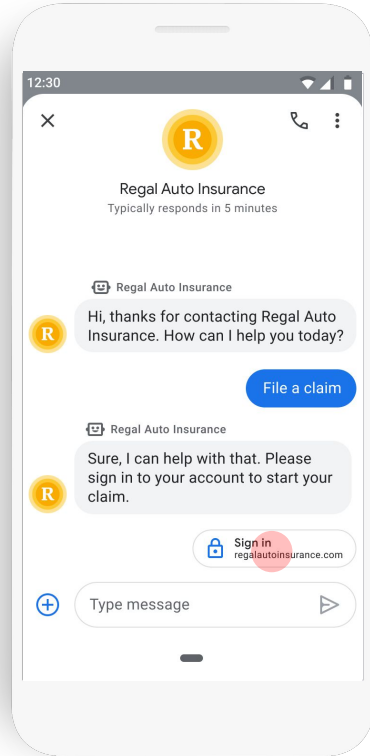 12:30
R
Regal Auto Insurance
Typically responds in 5 minutes
Regal Auto Insurance
Hi, thanks for contacting Regal Auto
R
Insurance. How can I help you today?
File a claim
Regal Auto Insurance
Sure, I can help with that. Please
sign in to your account to start your
R
claim.
Sign in
regalautoinsurance.com
Type message